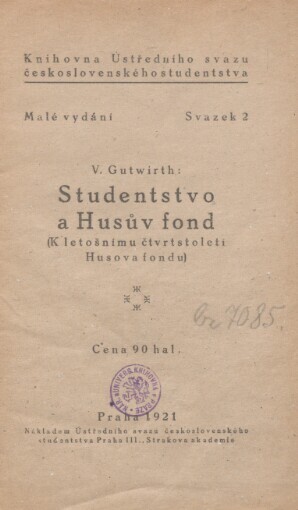 Knihovna Ústředního svazu
československého studentstva
Malé vydání Svazek 2
V. Gutwirth:
Studentstvo
a Husův fond
(K letošnímu čtvrtstoletí
Husova fondu)
Cena 90 hal.
Praha 1921
Nákladem Ústředního svazu československého
studentstva Praha III., Strakova akademie